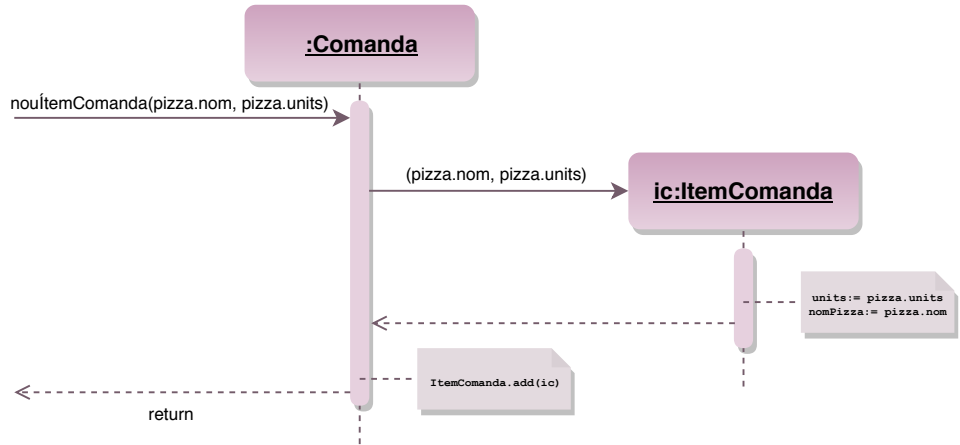 :Comanda
nouÍtemComanda(pizza.nom, pizza.units)
(pizza.nom, pizza.units)
ic:ItemComanda
units:= pizza.units
nomPizza:= pizza.nom
ItemComanda.add(ic)
return